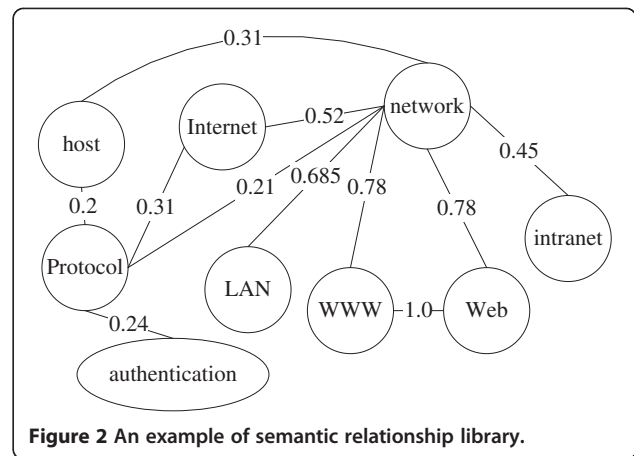 0.31
network
Internet
0.52
host
0.45
0.685
0.21
0.78
0.78
0.2
0.31
intranet
Protocol
LAN
WWW
1.0
Web
0.24
authentication
Figure 2 An example of semantic relationship library.